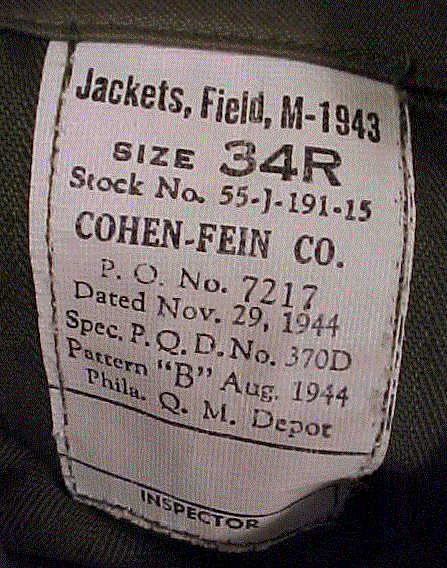 Jackets, Field, M-1943
SIZE 34R
Stock No. 55-J-191-15
COHEN-FEIN CO.
P. O. No. 7217
Dated Nov. 29, 1944
Spec. P. Q. D. No. 370D
Pattern "B" Aug. 1944
Phila. Q. M. Depot
INSPECTOR